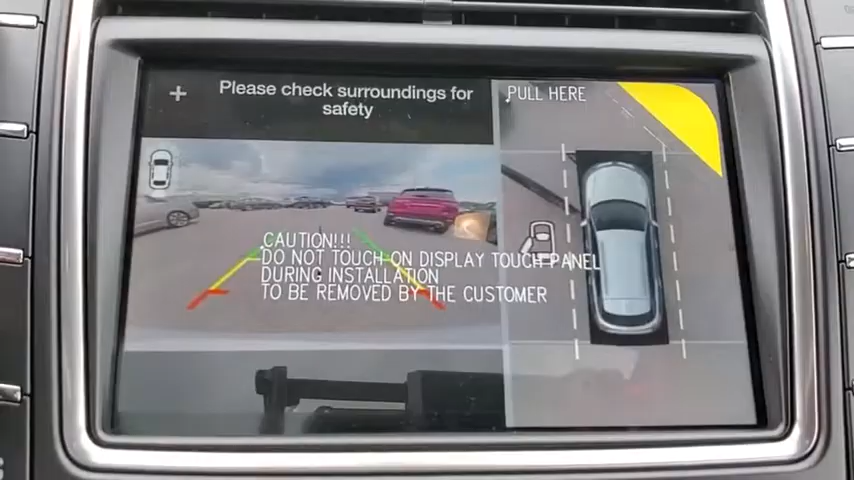 Please check surroundings for
safety
PULL HERE
CAUTION!!!
DO NOT TOUCH ON DISPLAY TOUCH PANEL
DURING INSTALLATION
TO BE REMOVED BY THE CUSTOMER